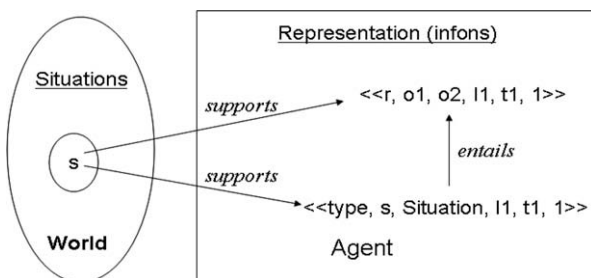 Representation (infons)
Situations
<<r, o1, o2, l1, t1, 1>>
supports
s
entails
supports
<<type, s, Situation, l1, t1, 1>>
World
Agent